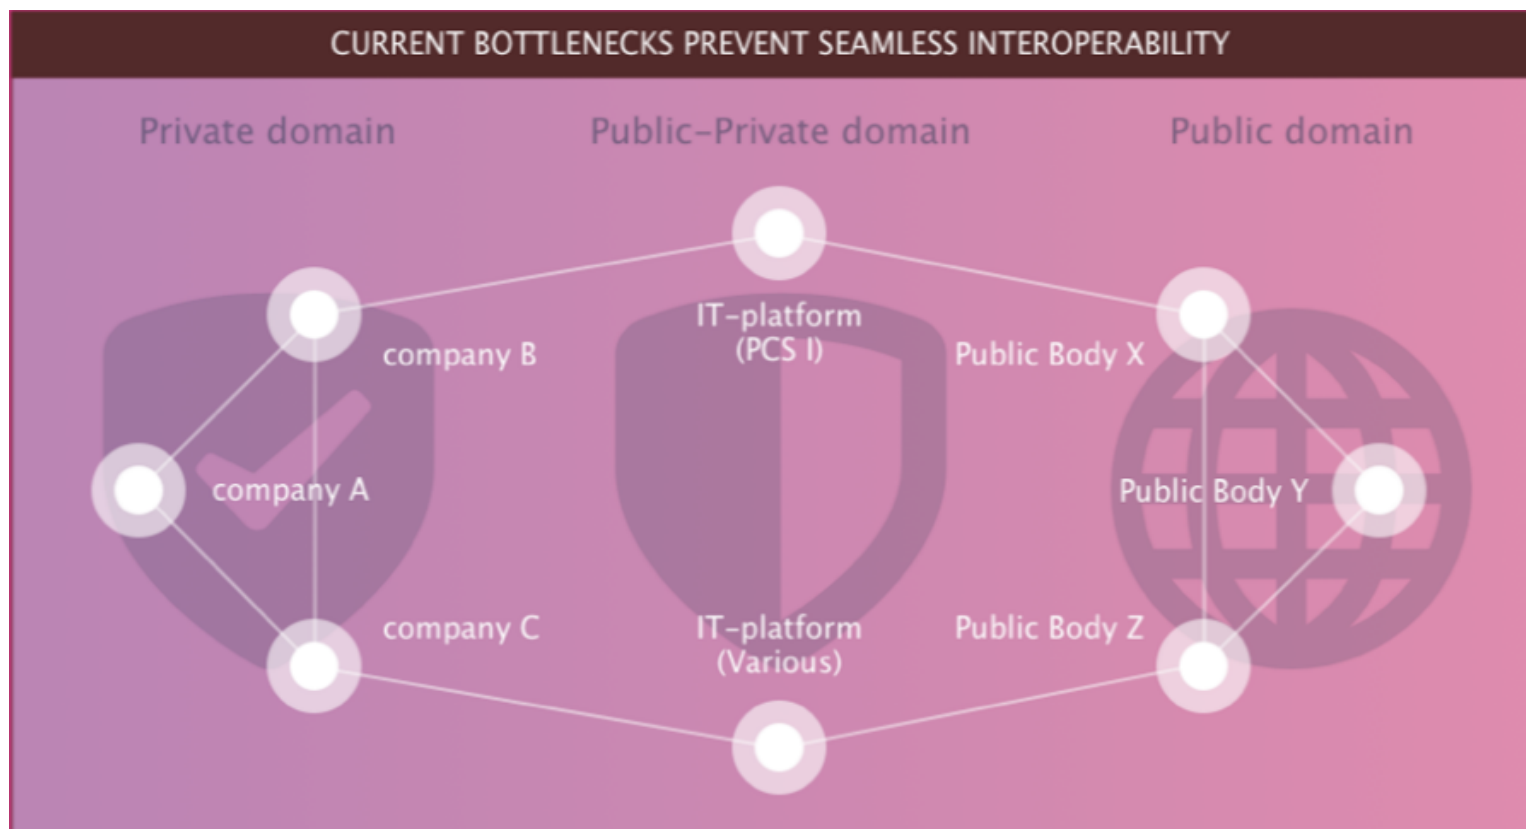 CURRENT BOTTLENECKS PREVENT SEAMLESS INTEROPERABILITY
Private domain
Public-Private domain
Public domain
IT-platform
(PCS I)
company B
Public Body X
company A
Public Body Y
company C
IT-platform
(Various)
Public Body Z